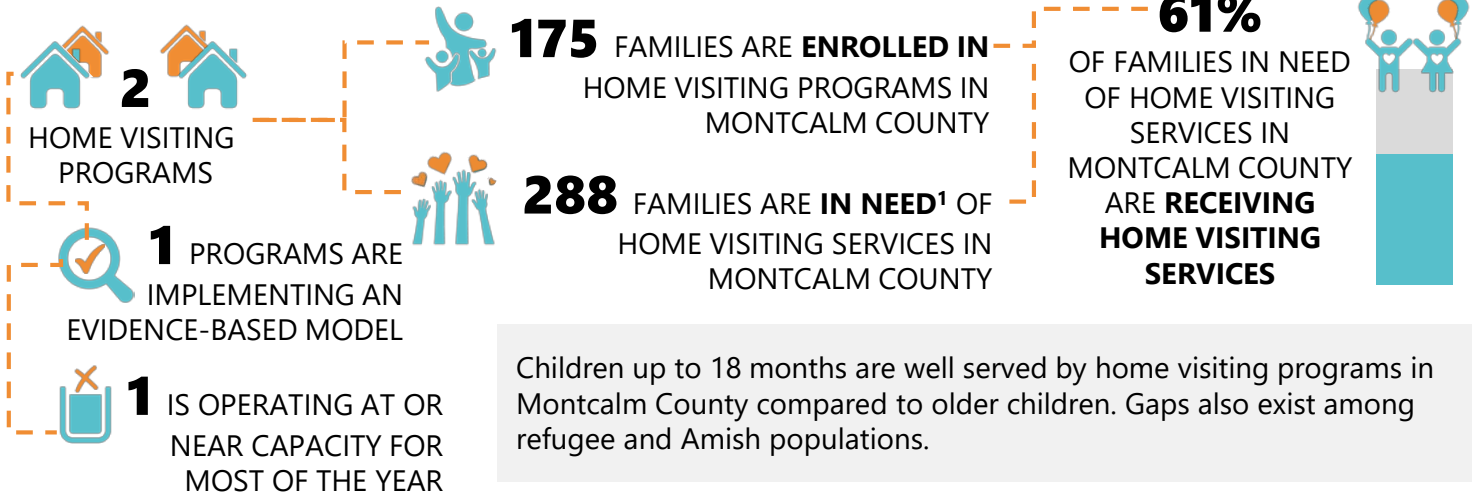 2
HOME VISITING
PROGRAMS
1 PROGRAMS ARE
IMPLEMENTING AN
EVIDENCE-BASED MODEL
1 IS OPERATING AT OR
NEAR CAPACITY FOR
MOST OF THE YEAR
175 FAMILIES ARE ENROLLED IN
HOME VISITING PROGRAMS IN
MONTCALM COUNTY
288 FAMILIES ARE IN NEED¹ OF
HOME VISITING SERVICES IN
MONTCALM COUNTY
61%
OF FAMILIES IN NEED
OF HOME VISITING
SERVICES IN
MONTCALM COUNTY
ARE RECEIVING
HOME VISITING
SERVICES
Children up to 18 months are well served by home visiting programs in
Montcalm County compared to older children. Gaps also exist among
refugee and Amish populations.